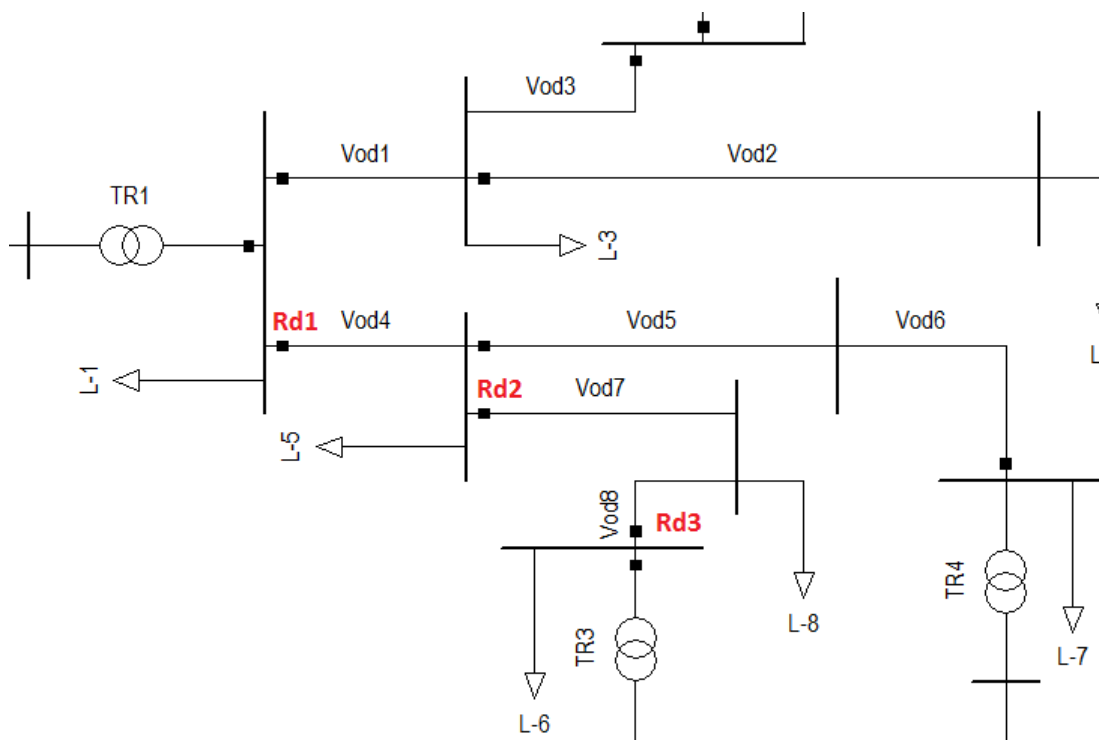 Vod3
Vod1
Vod2
TR1
L-3
Rd1
Vod4
Vod5
Vod6
L
L-1
Rd2
Vod7
L-5
Vod8
Rd3
TR4
L-8
TR3
L-7
L-6